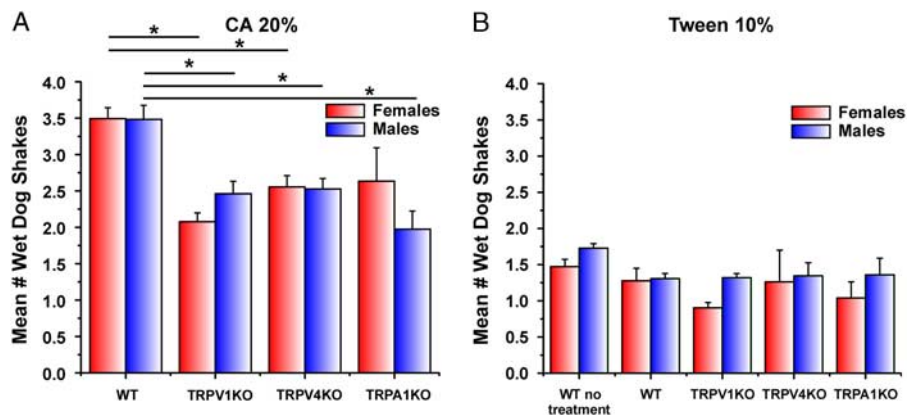 A
CA 20%
*
*
*
*
*
Females
Males
Mean # Wet Dog Shakes
4.0
3.5
3.0
2.5
2.0
1.5
1.0
0.5
0.0
WT
TRPV1KO
TRPV4KO
TRPA1KO
B
Tween 10%
Females
Males
Mean # Wet Dog Shakes
4.0
3.5
3.0
2.5
2.0
1.5
1.0
0.5
0.0
WT no
treatment
WT
TRPV1KO
TRPV4KO
TRPA1KO